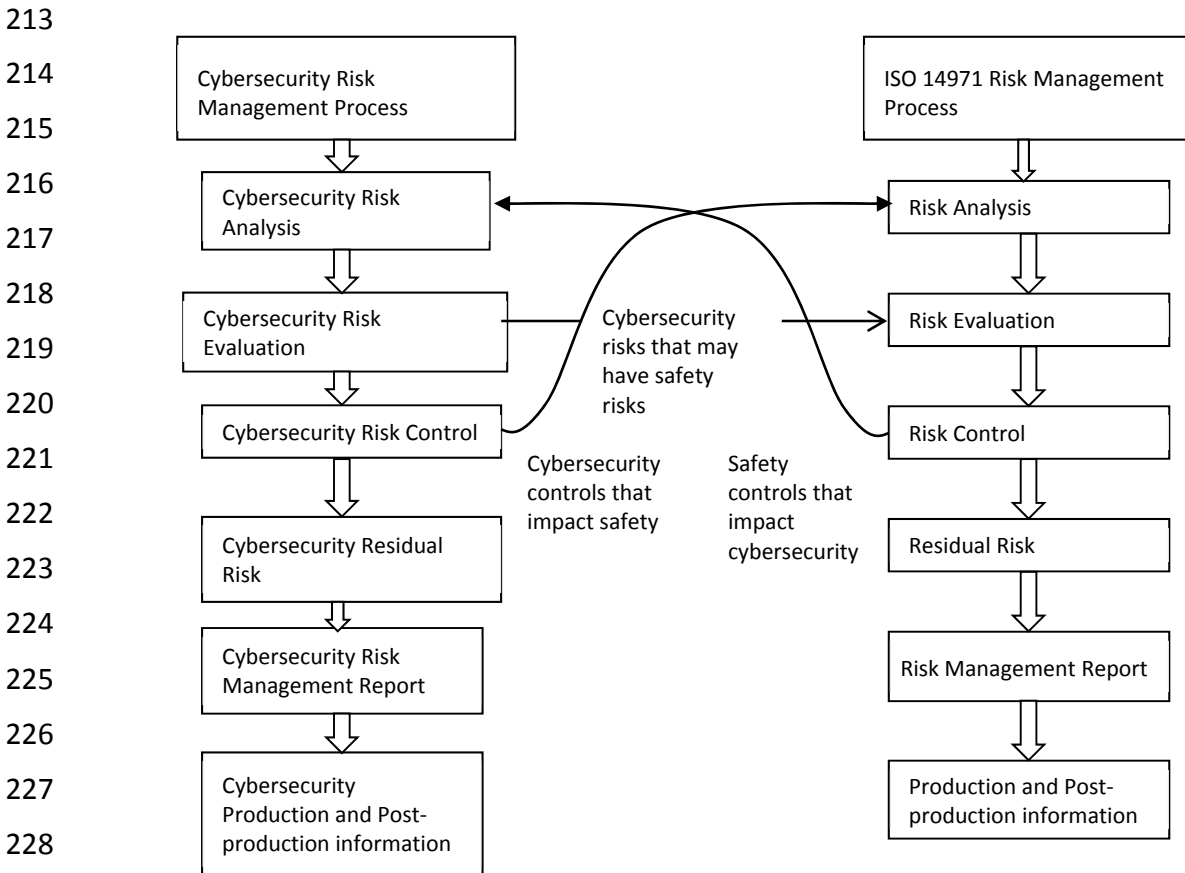 213
214
215
216
217
218
219
220
221
222
223
224
225
226
227
228
Cybersecurity Risk
Management Process
Cybersecurity Risk
Analysis
Cybersecurity Risk
Evaluation
Cybersecurity Risk Control
Cybersecurity Residual
Risk
Cybersecurity Risk
Management Report
Cybersecurity
Production and Post-
production information
Cybersecurity
risks that may
have safety
risks
Cybersecurity
controls that
impact safety
Safety
controls that
impact
cybersecurity
ISO 14971 Risk Management
Process
Risk Analysis
Risk Evaluation
Risk Control
Residual Risk
Risk Management Report
Production and Post-
production information